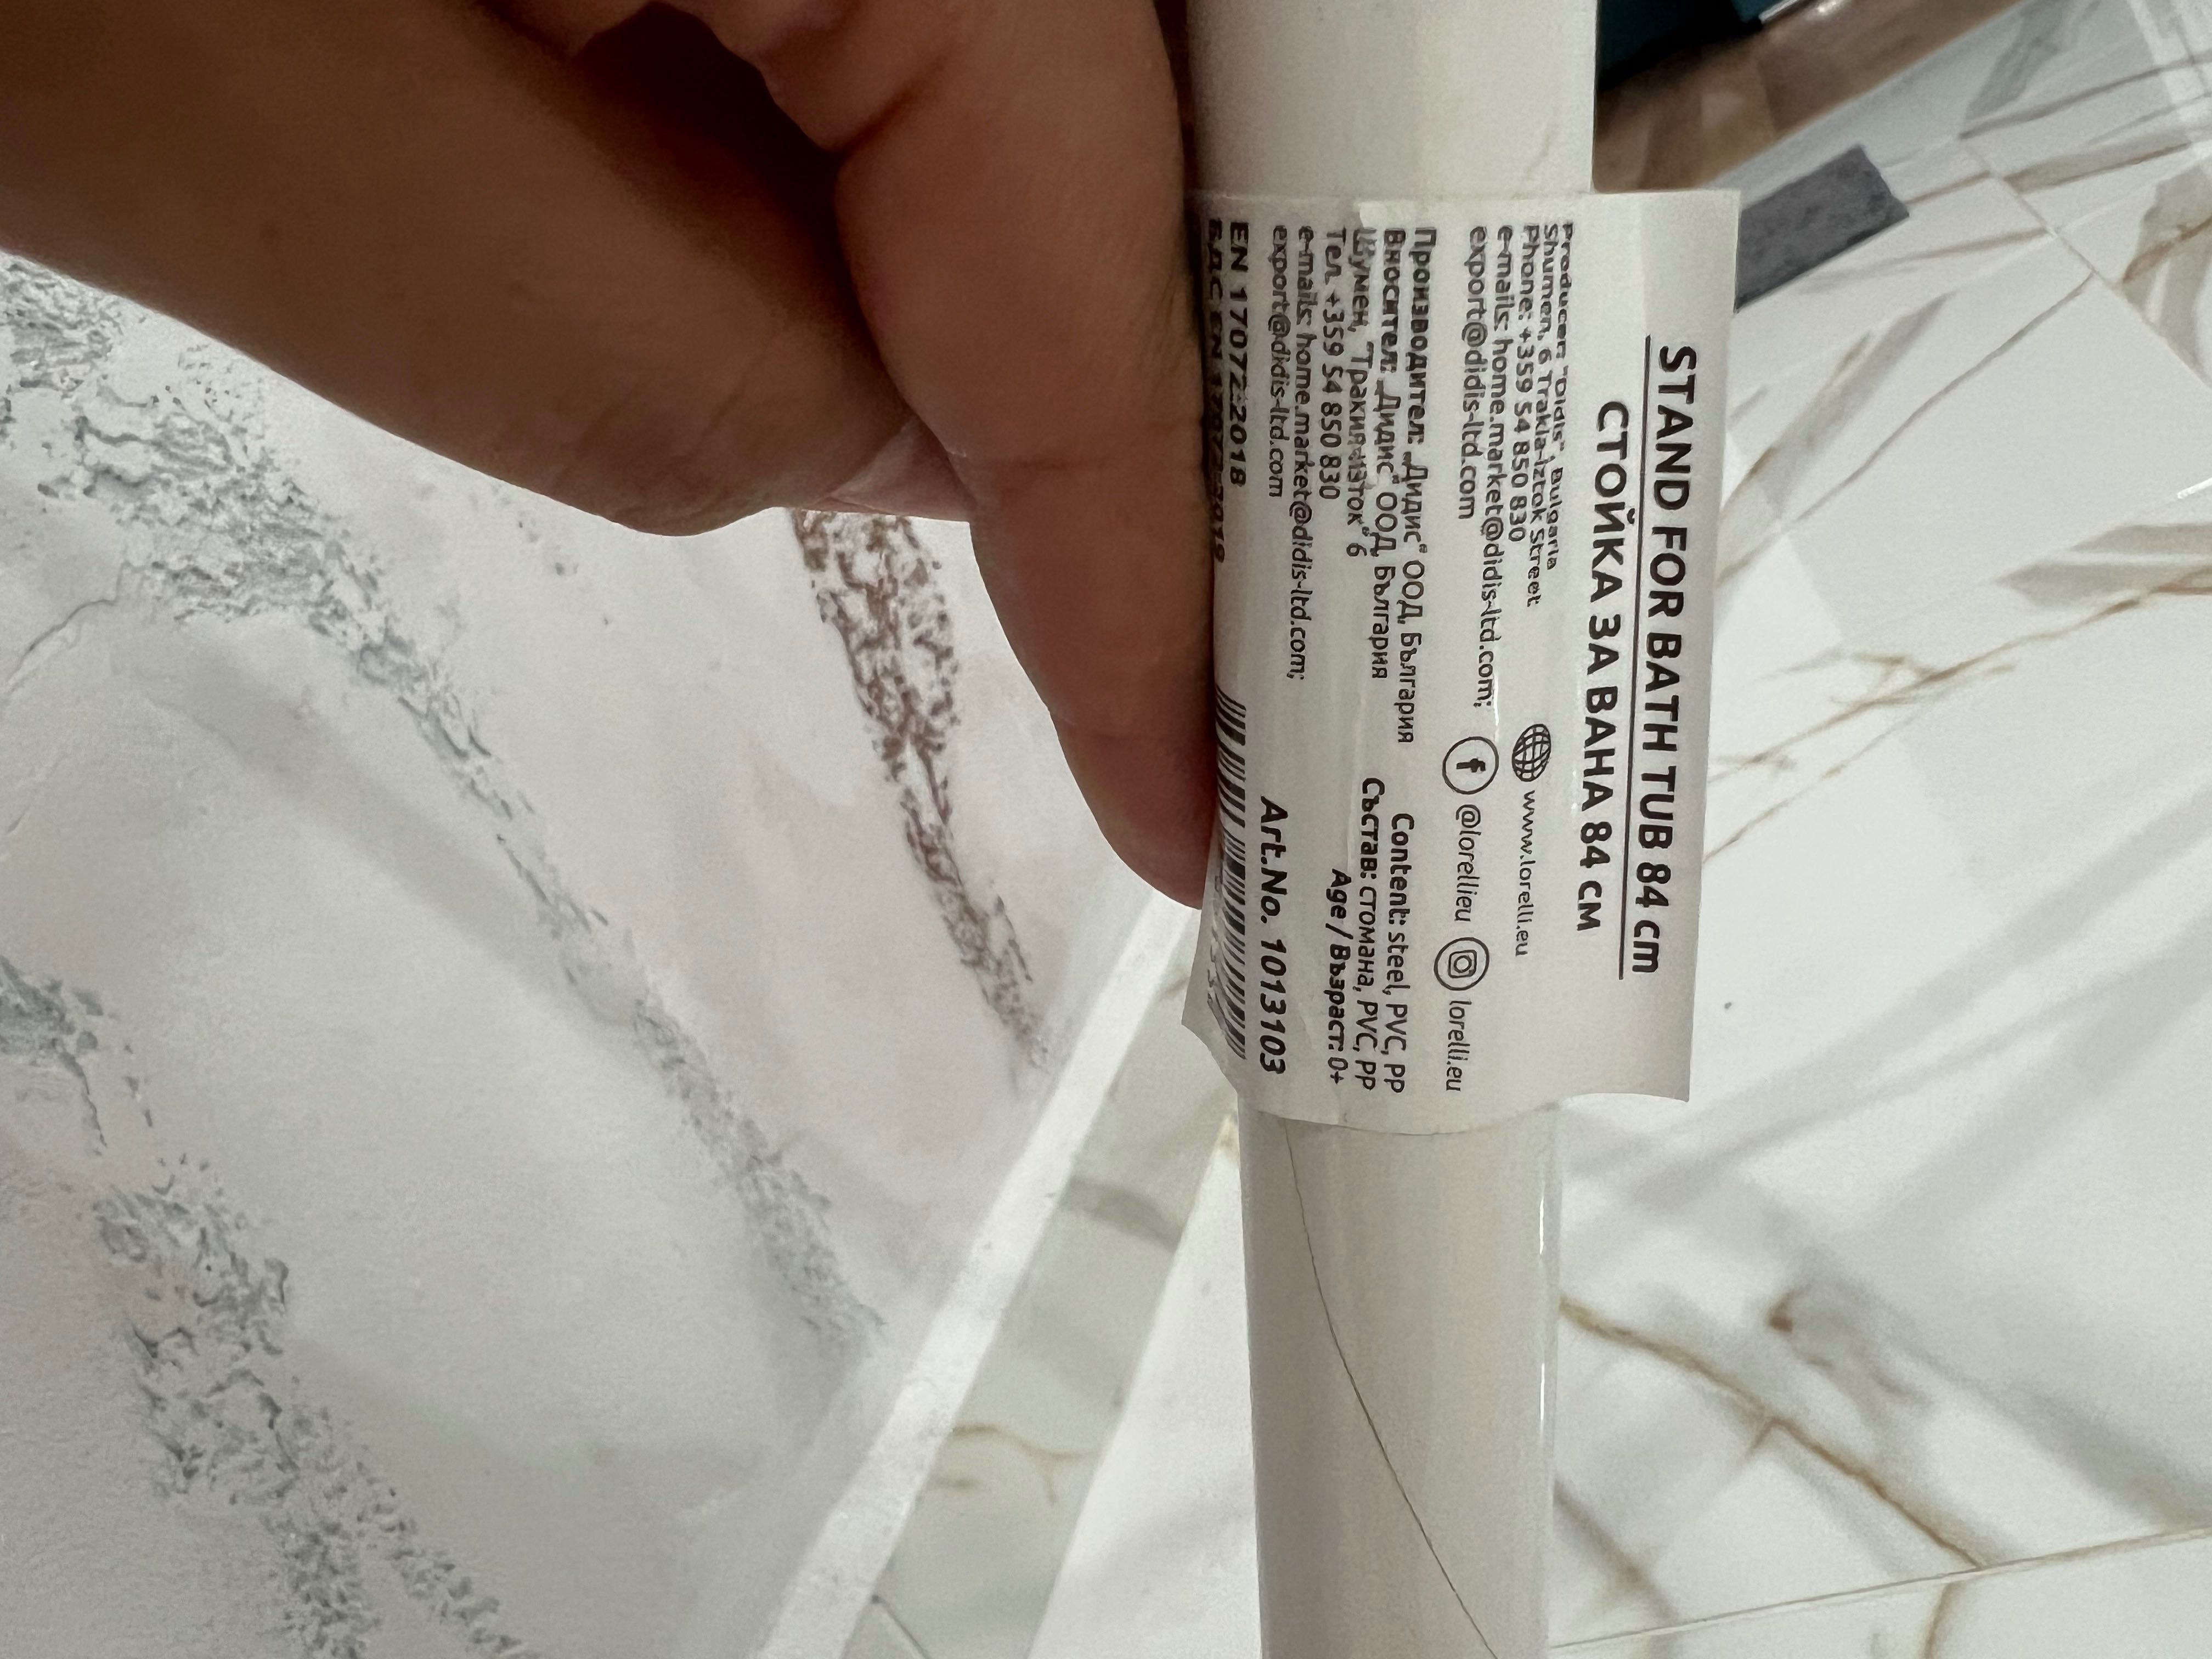 STAND FOR BATH TUB 84 cm
СТОЙКА ЗА ВАНА 84 см
Producer: "Didis", Bulgaria
Shumen, 6 Trakia-Iztok Street
Phone: +359 54 850 830
e-mails: home.market@didis-ltd.com;
export@didis-ltd.com
www.lorelli.eu
@lorellieu lorelli.eu
Производител: „Дидис“ ООД, България
Вносител: „Дидис“ ООД, България
Шумен, "Тракия-изток" 6
Тел. +359 54 850 830
e-mails: home.market@didis-ltd.com;
export@didis-ltd.com
Content: steel, PVC, PP
Състав: стомана, PVC, PP
Age / Възраст: 0+
Art.No. 1013103
EN 17072:2018
БДС EN 17072:2019